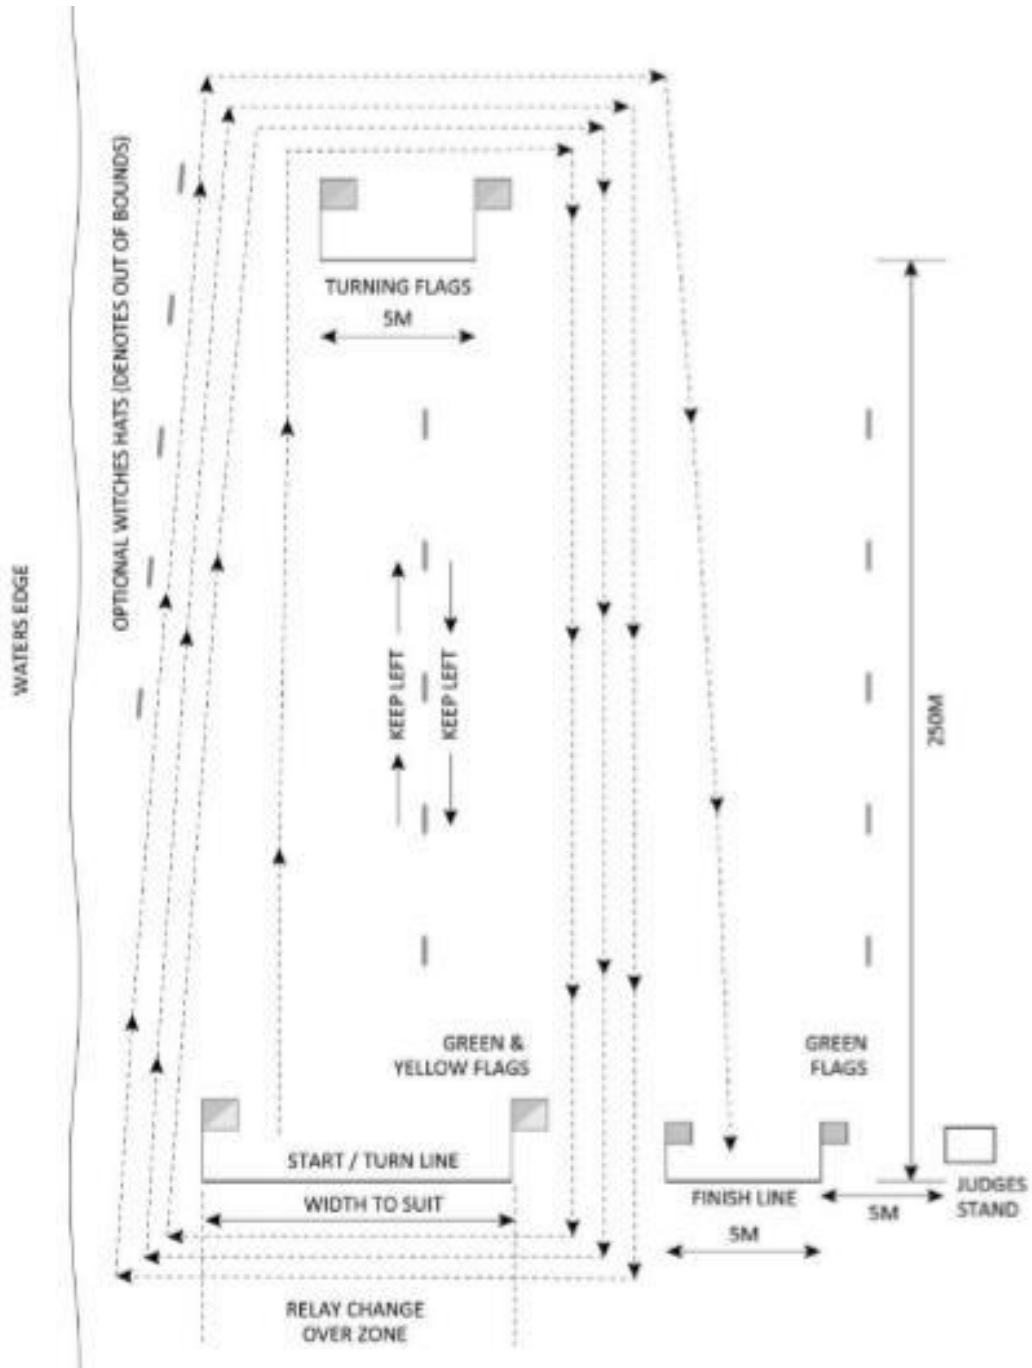 OPTIONAL WITCHES HATS (DENOTES OUT OF BOUNDS)
TURNING FLAGS
5M
WATERS EDGE
KEEP LEFT
KEEP LEFT
250M
GREEN &
YELLOW FLAGS
GREEN
FLAGS
START / TURN LINE
WIDTH TO SUIT
FINISH LINE
5M
5M
JUDGES
STAND
RELAY CHANGE
OVER ZONE